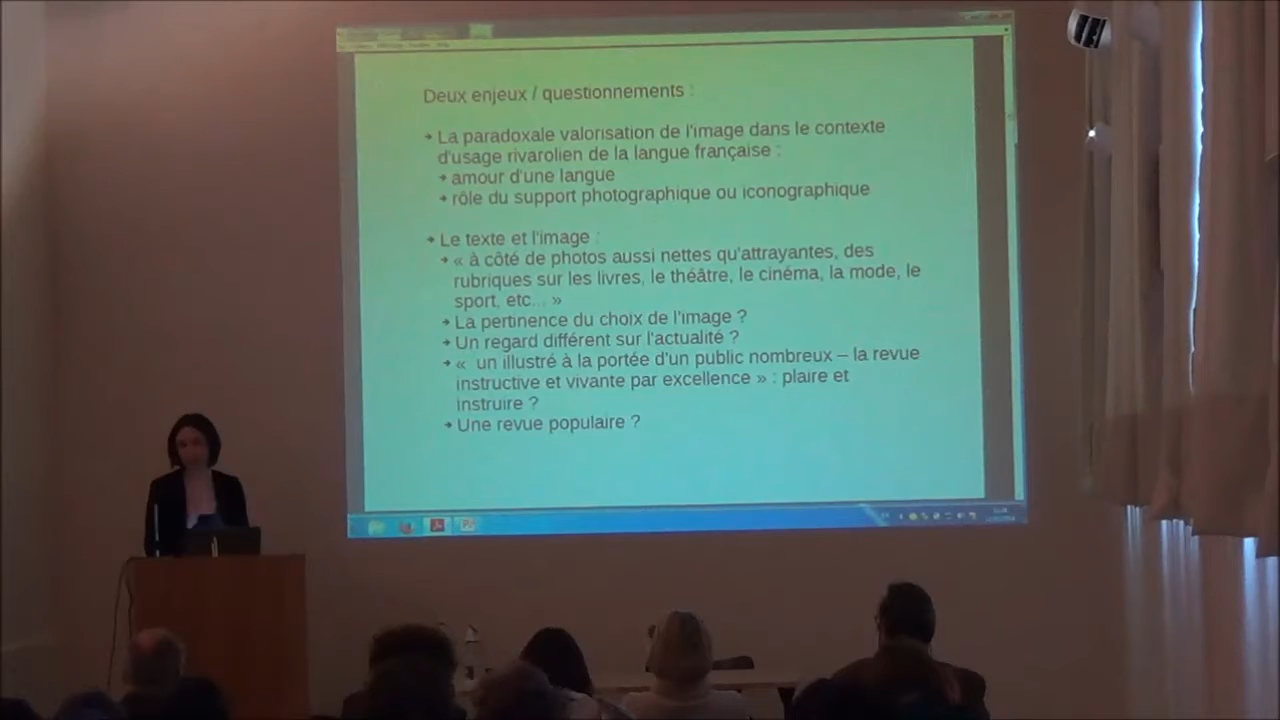 Deux enjeux / questionnements :
➔ La paradoxale valorisation de l'image dans le contexte
d'usage rivarolien de la langue française :
➔ amour d'une langue
➔ rôle du support photographique ou iconographique
➔ Le texte et l'image :
➔ « à côté de photos aussi nettes qu'attrayantes, des
rubriques sur les livres, le théâtre, le cinéma, la mode, le
sport, etc... »
➔ La pertinence du choix de l'image ?
➔ Un regard différent sur l'actualité ?
➔ « un illustré à la portée d'un public nombreux – la revue
instructive et vivante par excellence » : plaire et
instruire ?
➔ Une revue populaire ?